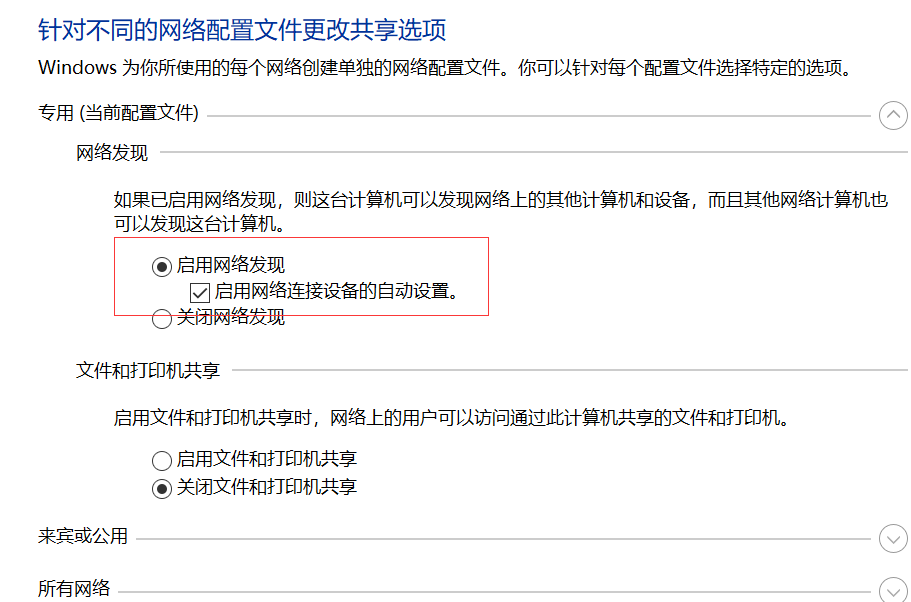 针对不同的网络配置文件更改共享选项
Windows 为你所使用的每个网络创建单独的网络配置文件。你可以针对每个配置文件选择特定的选项。
专用 (当前配置文件)
网络发现
如果已启用网络发现，则这台计算机可以发现网络上的其他计算机和设备，而且其他网络计算机也
可以发现这台计算机。
启用网络发现
启用网络连接设备的自动设置。
关闭网络发现
文件和打印机共享
启用文件和打印机共享时，网络上的用户可以访问通过此计算机共享的文件和打印机。
启用文件和打印机共享
关闭文件和打印机共享
来宾或公用
所有网络